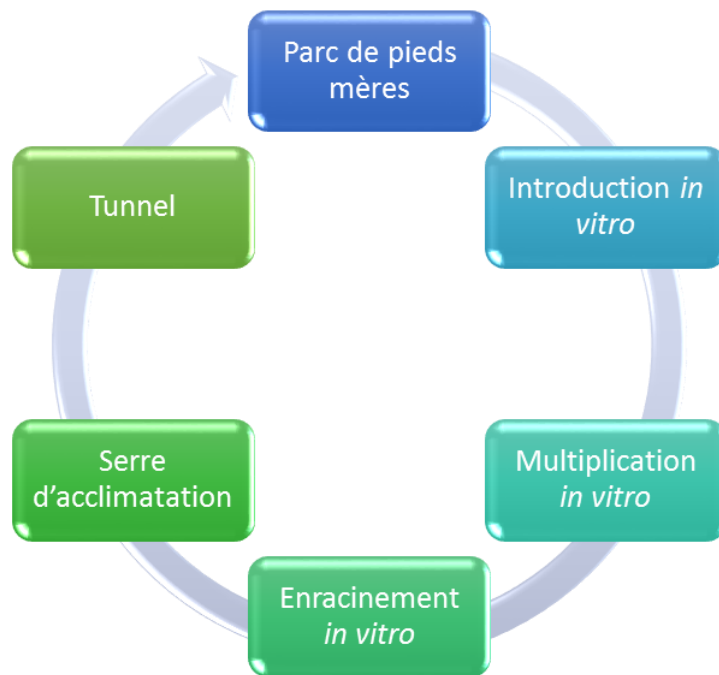 Parc de pieds
mères
Introduction in
vitro
Multiplication
in vitro
Enracinement
in vitro
Serre
d’acclimatation
Tunnel